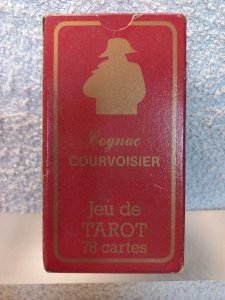 Cognac
COURVOISIER
Jeu de
TAROT
78 cartes